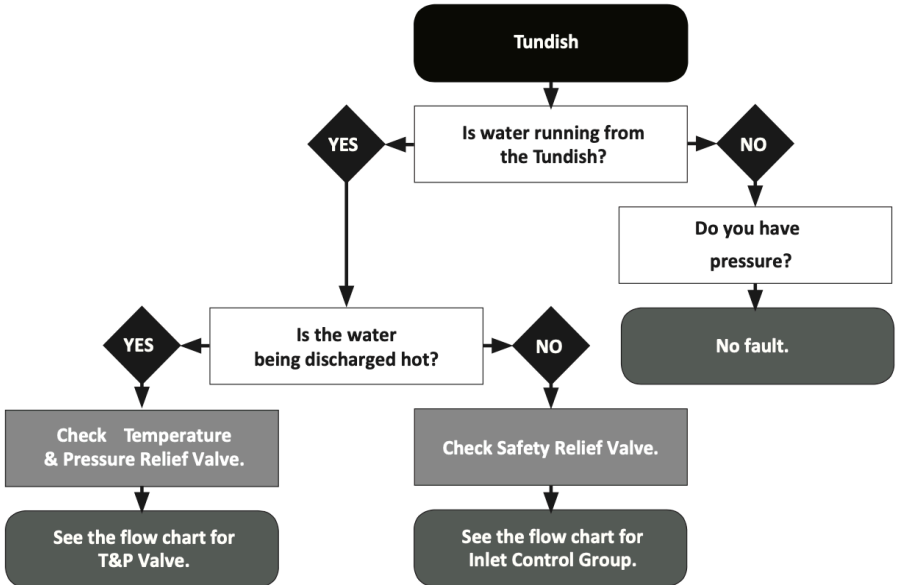 Tundish
Is water running from
the Tundish?
YES
NO
Do you have
pressure?
No fault.
Is the water
being discharged hot?
YES
NO
Check Temperature
& Pressure Relief Valve.
Check Safety Relief Valve.
See the flow chart for
T&P Valve.
See the flow chart for
Inlet Control Group.